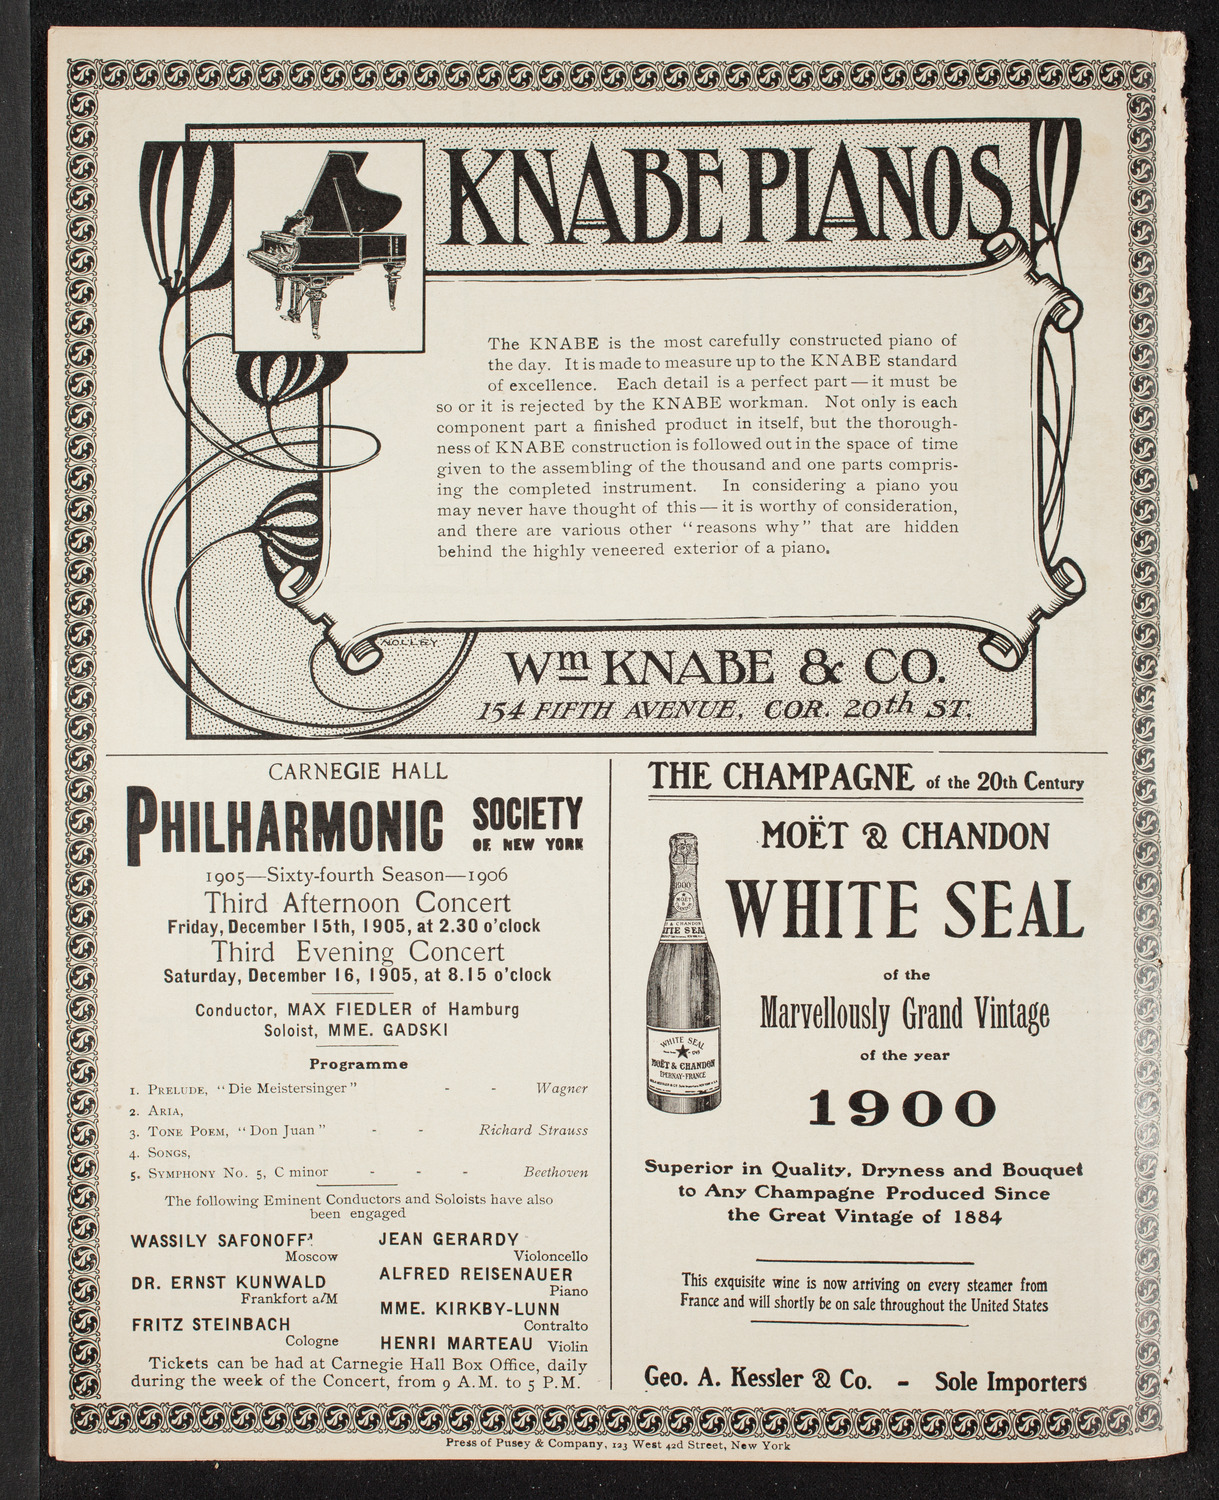 KNABE PIANOS
The KNABE is the most carefully constructed piano of
the day. It is made to measure up to the KNABE standard
of excellence. Each detail is a perfect part — it must be
so or it is rejected by the KNABE workman. Not only is each
component part a finished product in itself, but the thorough-
ness of KNABE construction is followed out in the space of time
given to the assembling of the thousand and one parts compris-
ing the completed instrument. In considering a piano you
may never have thought of this — it is worthy of consideration,
and there are various other “reasons why” that are hidden
behind the highly veneered exterior of a piano.
NOLLEY
Wm KNABE & CO.
154 FIFTH AVENUE, COR. 20th ST.
CARNEGIE HALL
PHILHARMONIC SOCIETY
OF NEW YORK
1905—Sixty-fourth Season—1906
Third Afternoon Concert
Friday, December 15th, 1905, at 2.30 o'clock
Third Evening Concert
Saturday, December 16, 1905, at 8.15 o'clock
Conductor, MAX FIEDLER of Hamburg
Soloist, MME. GADSKI
Programme
1. PRELUDE, “Die Meistersinger” - - Wagner
2. ARIA,
3. TONE POEM, “Don Juan” - - Richard Strauss
4. SONGS,
5. SYMPHONY No. 5, C minor - - - Beethoven
The following Eminent Conductors and Soloists have also
been engaged
WASSILY SAFONOFF
Moscow
DR. ERNST KUNWALD
Frankfort a/M
FRITZ STEINBACH
Cologne
JEAN GERARDY
Violoncello
ALFRED REISENAUER
Piano
MME. KIRKBY-LUNN
Contralto
HENRI MARTEAU Violin
Tickets can be had at Carnegie Hall Box Office, daily
during the week of the Concert, from 9 A.M. to 5 P.M.
THE CHAMPAGNE of the 20th Century
MOËT & CHANDON
WHITE SEAL
of the
Marvellously Grand Vintage
of the year
1900
1900
MOET
WHITE SEAL
MOËT & CHANDON
EPERNAY-FRANCE
Superior in Quality, Dryness and Bouquet
to Any Champagne Produced Since
the Great Vintage of 1884
This exquisite wine is now arriving on every steamer from
France and will shortly be on sale throughout the United States
Geo. A. Kessler & Co. - Sole Importers
Press of Pusey & Company, 123 West 42d Street, New York